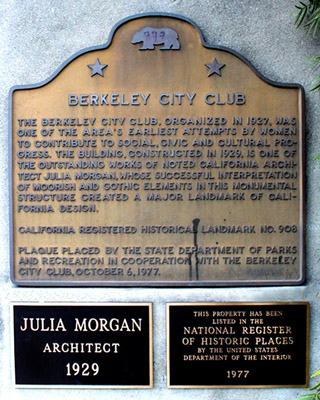 777
BERKELEY CITY CLUB
THE BERKELEY CITY CLUB, ORGANIZED IN 1927, WAS
ONE OF THE AREA'S EARLIEST ATTEMPTS BY WOMEN
TO CONTRIBUTE TO SOCIAL, CIVIC AND CULTURAL PRO-
GRESS. THE BUILDING, CONSTRUCTED IN 1929, IS ONE OF
THE OUTSTANDING WORKS OF NOTED CALIFORNIA ARCHI-
TECT JULIA MORGAN, WHOSE SUCCESSFUL INTERPRETATION
OF MOORISH AND GOTHIC ELEMENTS IN THIS MONUMENTAL
STRUCTURE CREATED A MAJOR LANDMARK OF CALI-
FORNIA DESIGN.
CALIFORNIA REGISTERED HISTORICAL LANDMARK NO. 908
PLAQUE PLACED BY THE STATE DEPARTMENT OF PARKS
AND RECREATION IN COOPERATION WITH THE BERKELEY
CITY CLUB, OCTOBER 6, 1977.
JULIA MORGAN
ARCHITECT
1929
THIS PROPERTY HAS BEEN
LISTED IN THE
NATIONAL REGISTER
OF HISTORIC PLACES
BY THE UNITED STATES
DEPARTMENT OF THE INTERIOR
1977